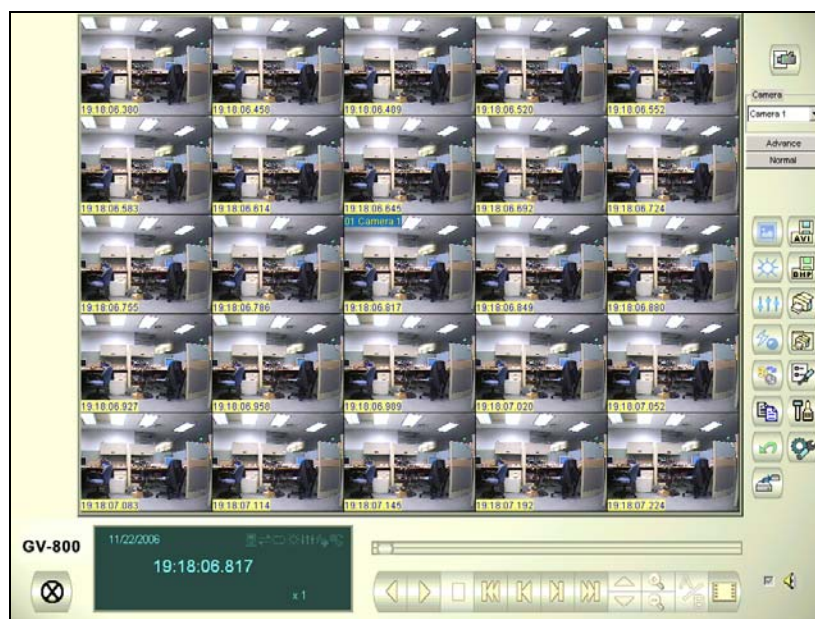 19:18:06.380 19:18:06.458 19:18:06.489 19:18:06.520 19:18:06.552
Camera
Camera 1
Advance
Normal
19:18:06.583 19:18:06.614 19:18:06.645 19:18:06.692 19:18:06.724
01 Camera 1
AVI
BMP
19:18:06.755 19:18:06.786 19:18:06.817 19:18:06.849 19:18:06.880
19:18:06.927 19:18:06.958 19:18:06.989 19:18:07.020 19:18:07.052
19:18:07.083 19:18:07.114 19:18:07.145 19:18:07.192 19:18:07.224
GV-800
11/22/2006
19:18:06.817
x 1
A/B